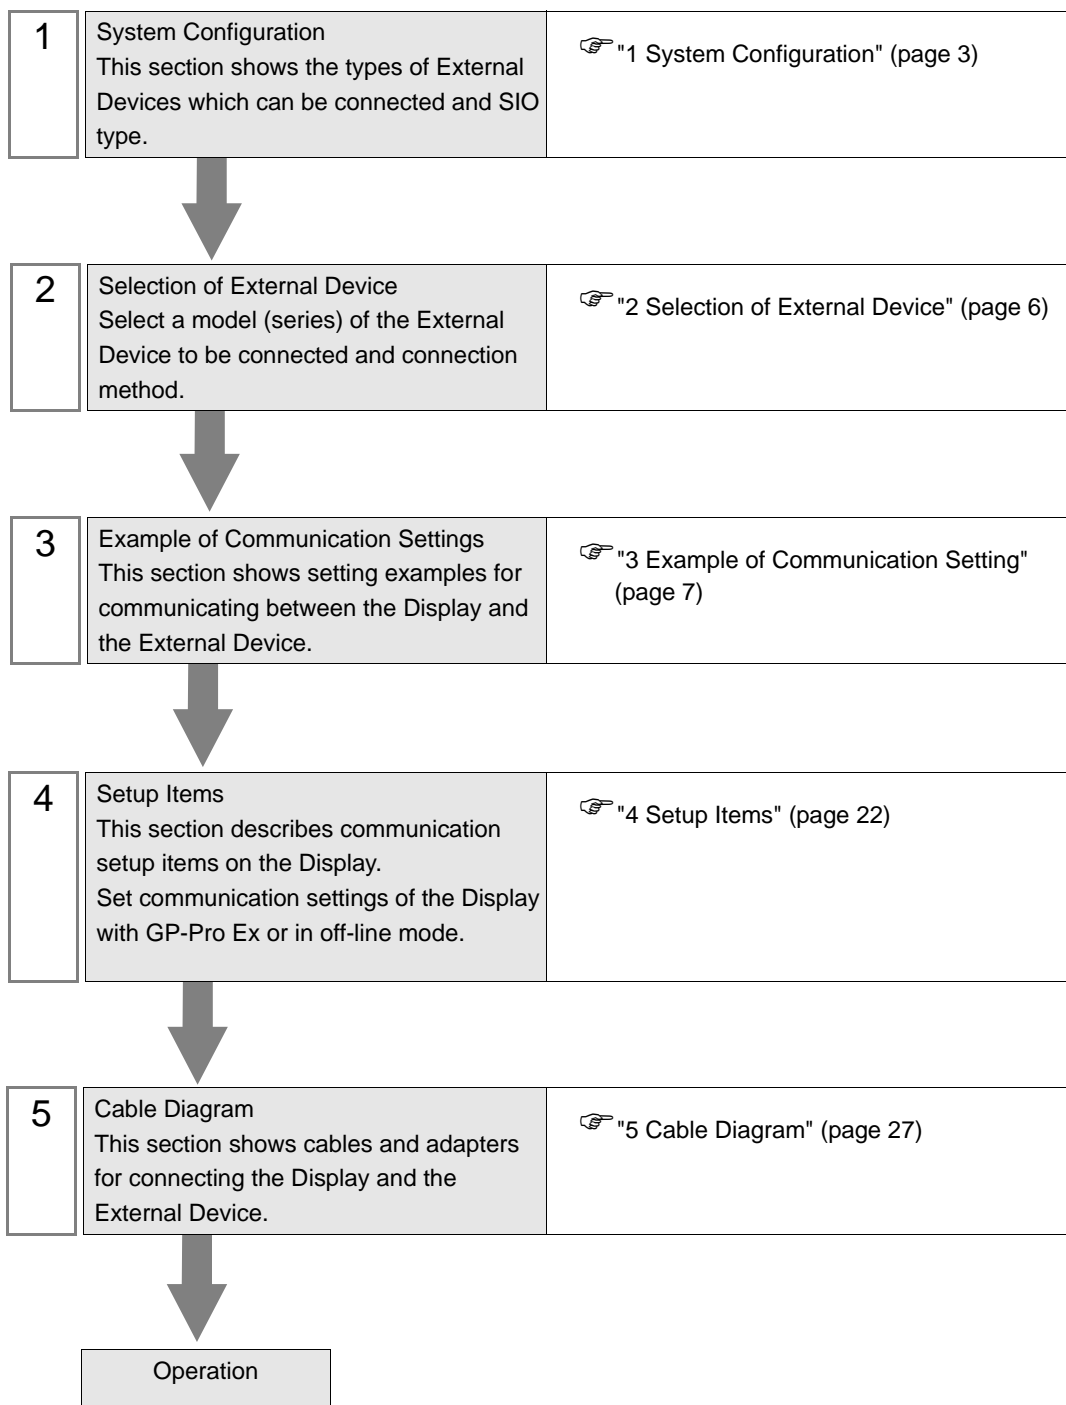 1
System Configuration
This section shows the types of External
Devices which can be connected and SIO
type.
"1 System Configuration" (page 3)
2
Selection of External Device
Select a model (series) of the External
Device to be connected and connection
method.
"2 Selection of External Device" (page 6)
3
Example of Communication Settings
This section shows setting examples for
communicating between the Display and
the External Device.
"3 Example of Communication Setting"
(page 7)
4
Setup Items
This section describes communication
setup items on the Display.
Set communication settings of the Display
with GP-Pro Ex or in off-line mode.
"4 Setup Items" (page 22)
5
Cable Diagram
This section shows cables and adapters
for connecting the Display and the
External Device.
"5 Cable Diagram" (page 27)
Operation